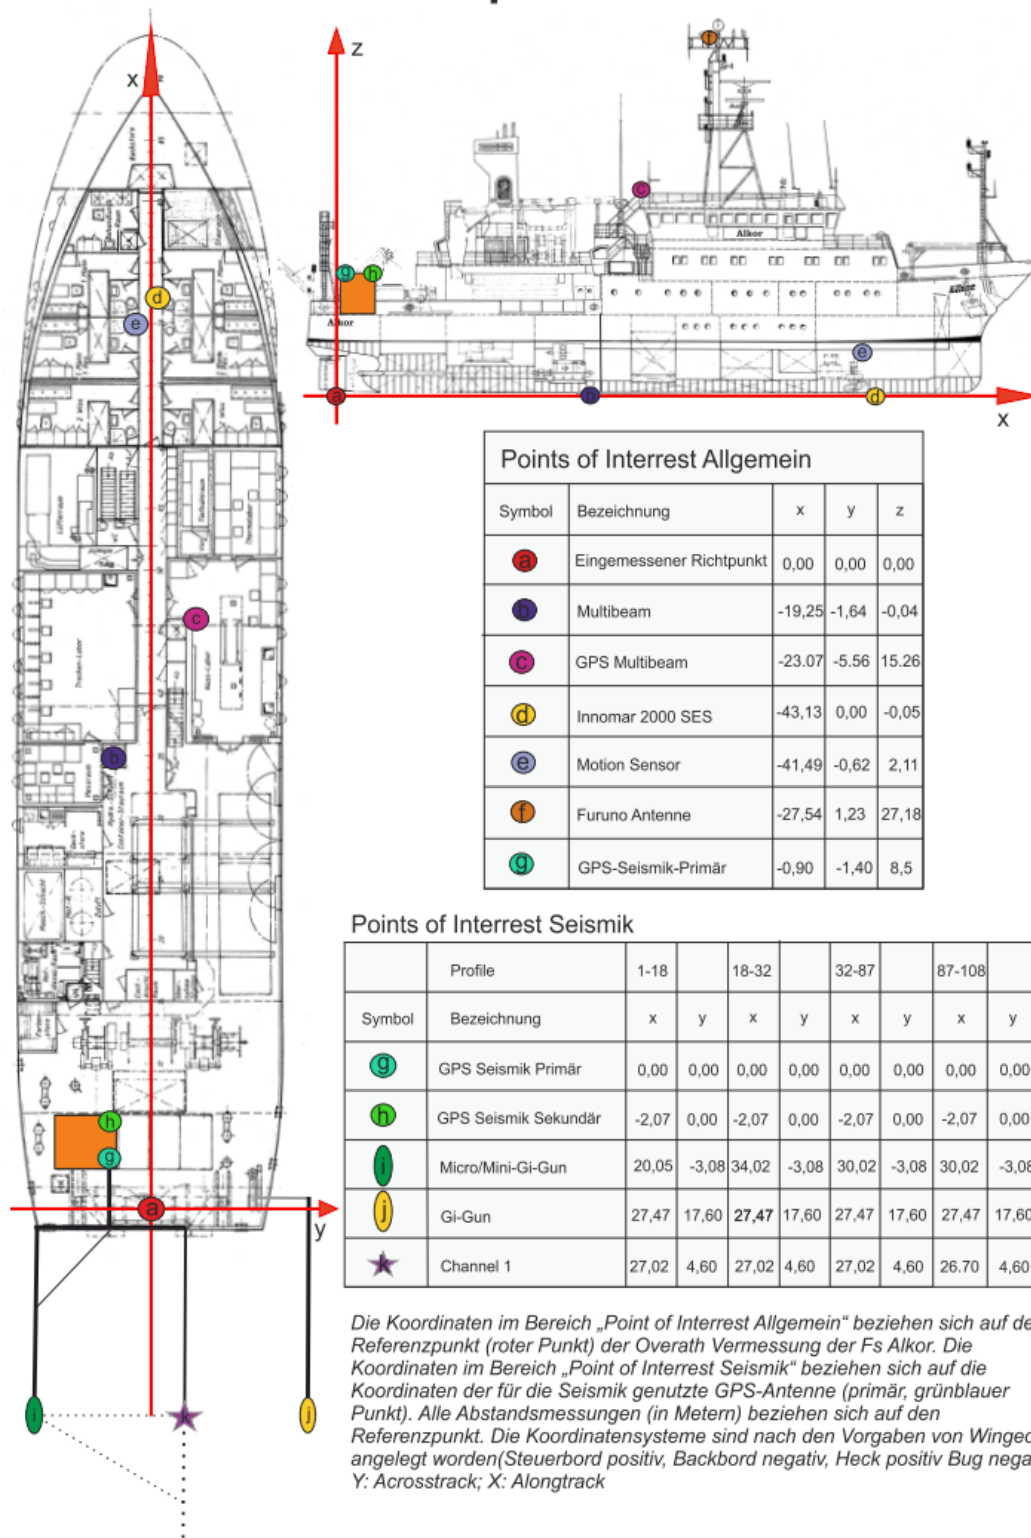 x
z
f
c
Alkor
g
h
d
e
Alkor
Alkor
e
a
b
d
x
Points of Interrest Allgemein
Symbol Bezeichnung x y z
a Eingemessener Richtpunkt 0,00 0,00 0,00
b Multibeam -19,25 -1,64 -0,04
c GPS Multibeam -23.07 -5.56 15.26
d Innomar 2000 SES -43,13 0,00 -0,05
e Motion Sensor -41,49 -0,62 2,11
f Furuno Antenne -27,54 1,23 27,18
g GPS-Seismik-Primär -0,90 -1,40 8,5
c
Trocken-Labor
Nass-Labor
b
Messraum
Points of Interrest Seismik
Profile 1-18 18-32 32-87 87-108
Symbol Bezeichnung x y x y x y x y
g GPS Seismik Primär 0,00 0,00 0,00 0,00 0,00 0,00 0,00 0,00
h GPS Seismik Sekundär -2,07 0,00 -2,07 0,00 -2,07 0,00 -2,07 0,00
i Micro/Mini-Gi-Gun 20,05 -3,08 34,02 -3,08 30,02 -3,08 30,02 -3,08
j Gi-Gun 27,47 17,60 27,47 17,60 27,47 17,60 27,47 17,60
k Channel 1 27,02 4,60 27,02 4,60 27,02 4,60 26.70 4,60
h
g
a
y
i
k
j
Die Koordinaten im Bereich „Point of Interrest Allgemein“ beziehen sich auf de
Referenzpunkt (roter Punkt) der Overath Vermessung der Fs Alkor. Die
Koordinaten im Bereich „Point of Interrest Seismik“ beziehen sich auf die
Koordinaten der für die Seismik genutzte GPS-Antenne (primär, grünblauer
Punkt). Alle Abstandsmessungen (in Metern) beziehen sich auf den
Referenzpunkt. Die Koordinatensysteme sind nach den Vorgaben von Wingeo
angelegt worden(Steuerbord positiv, Backbord negativ, Heck positiv Bug nega
Y: Acrosstrack; X: Alongtrack